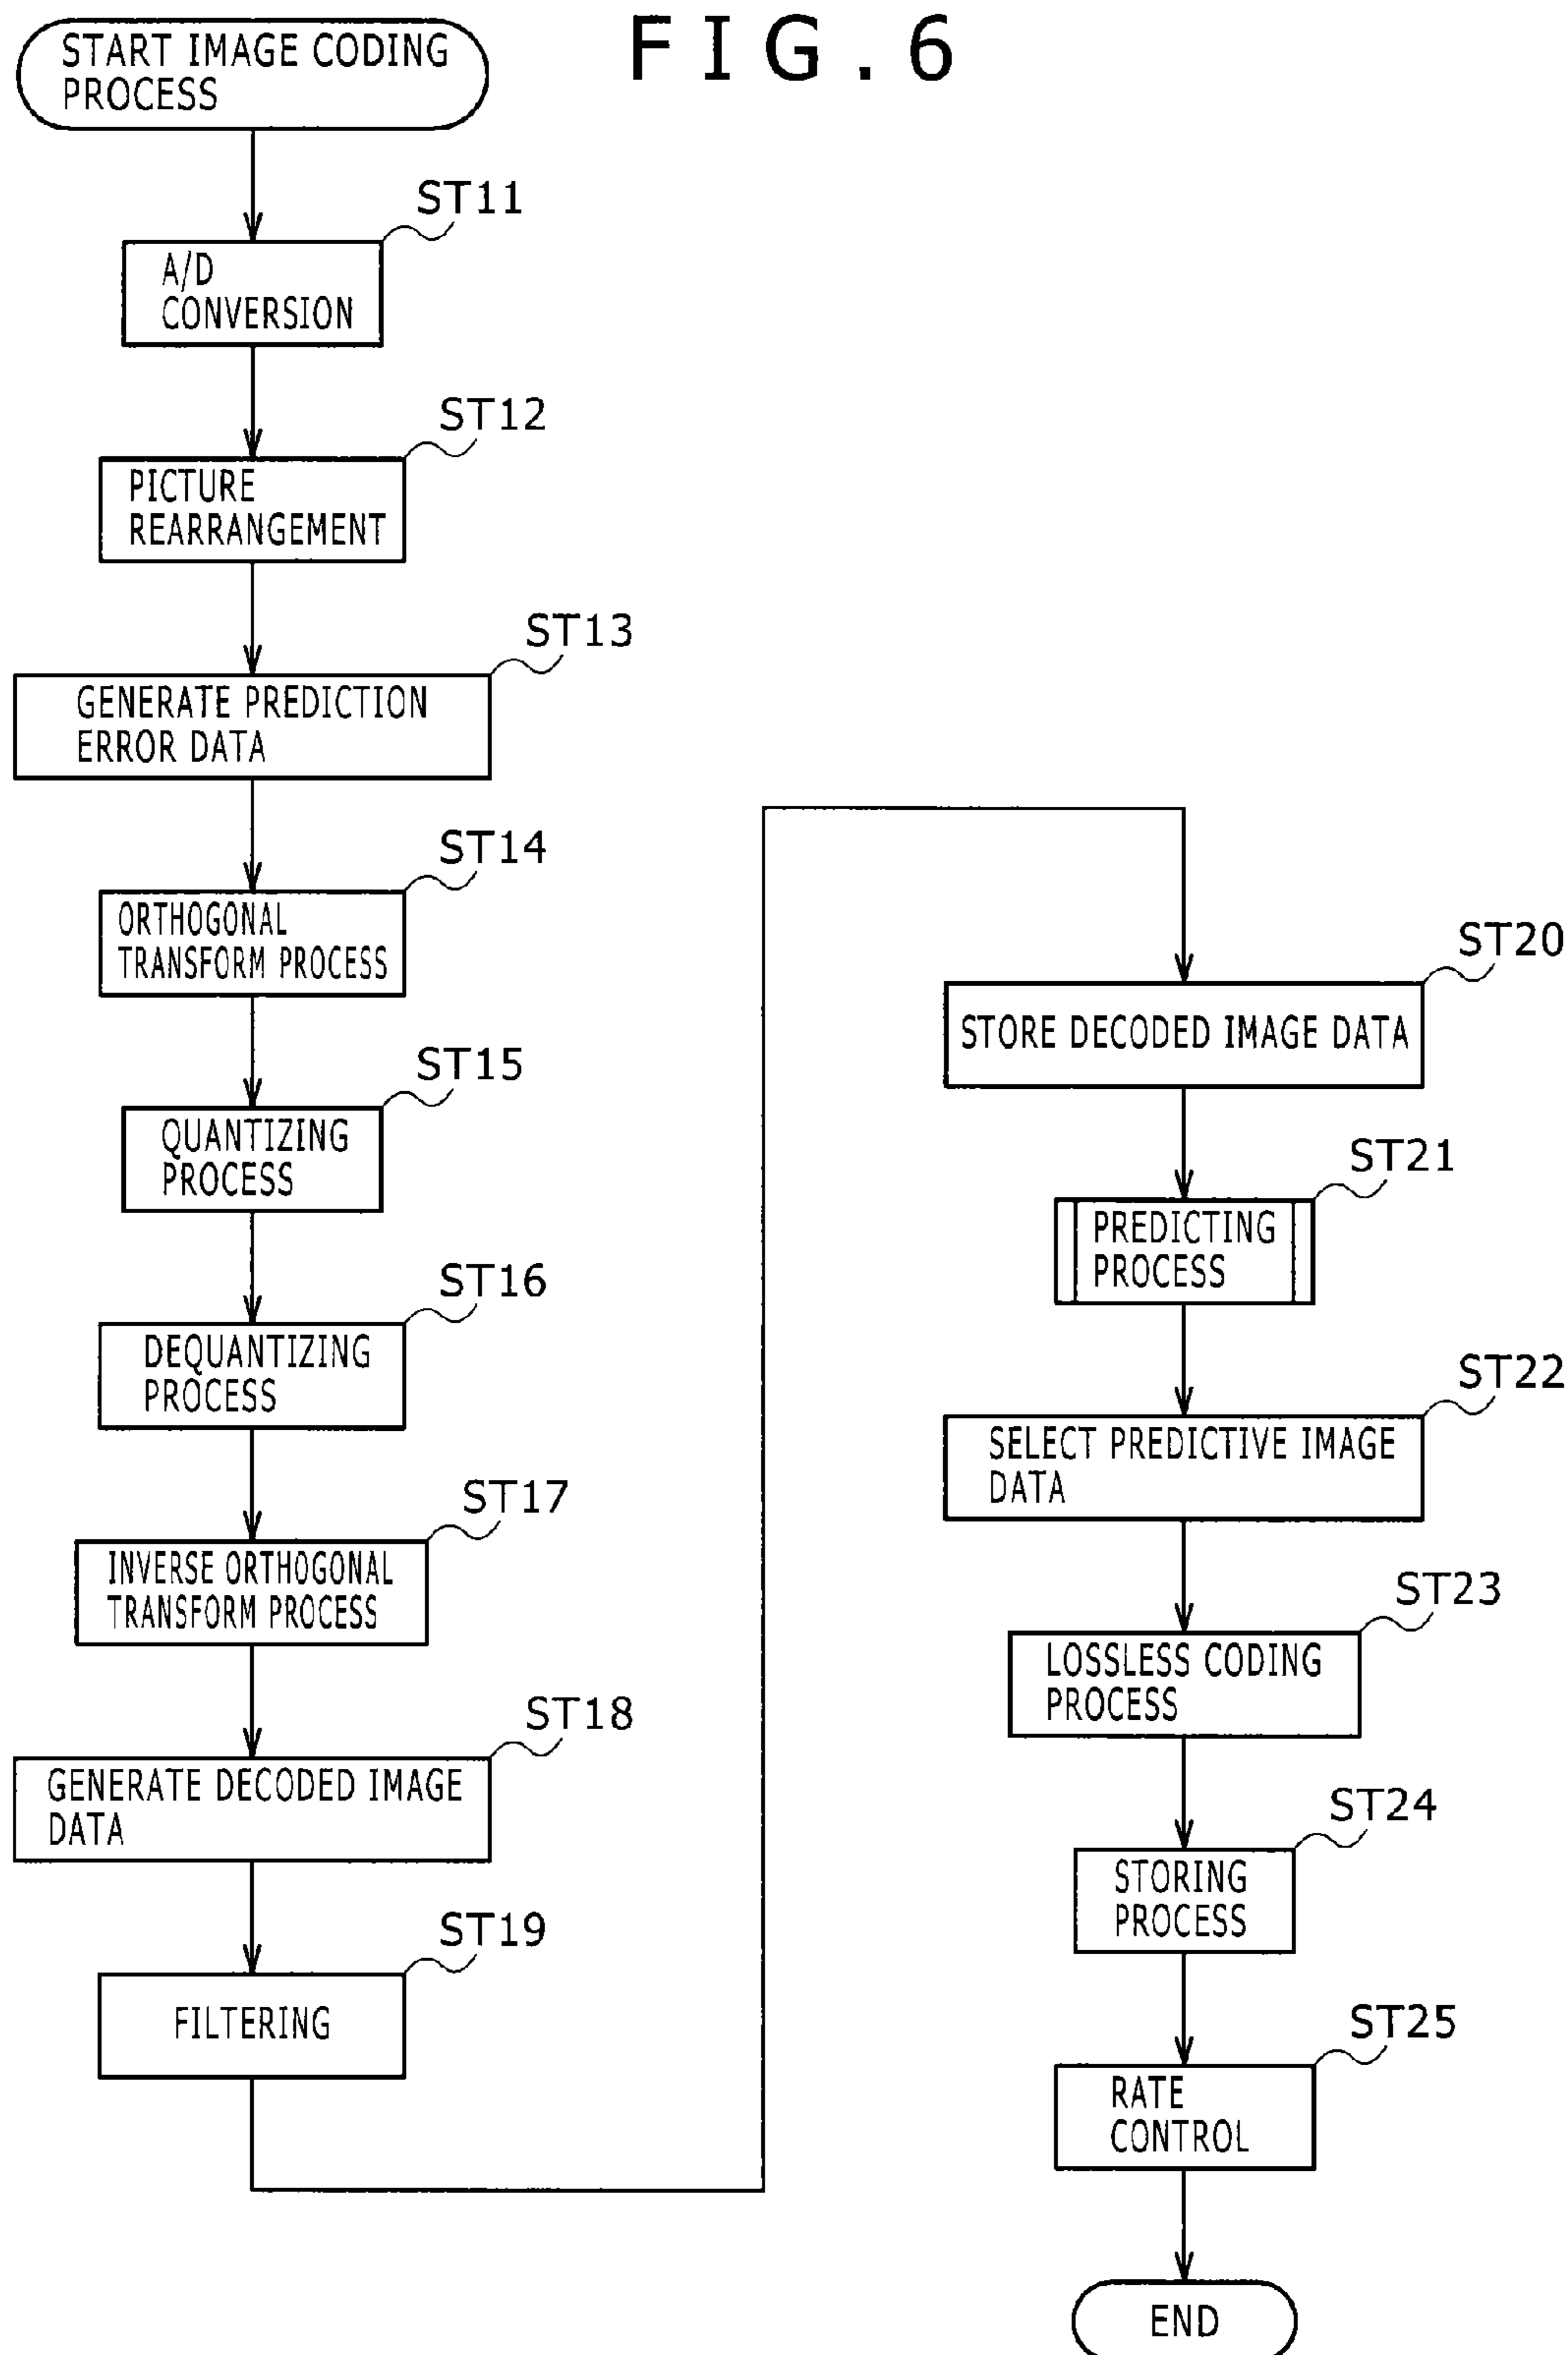 FIG.6
START IMAGE CODING
PROCESS
ST11
A/D
CONVERSION
ST12
PICTURE
REARRANGEMENT
ST13
GENERATE PREDICTION
ERROR DATA
ST14
ORTHOGONAL
TRANSFORM PROCESS
ST15
QUANTIZING
PROCESS
ST16
DEQUANTIZING
PROCESS
ST17
INVERSE ORTHOGONAL
TRANSFORM PROCESS
ST18
GENERATE DECODED IMAGE
DATA
ST19
FILTERING
ST20
STORE DECODED IMAGE DATA
ST21
PREDICTING
PROCESS
ST22
SELECT PREDICTIVE IMAGE
DATA
ST23
LOSSLESS CODING
PROCESS
ST24
STORING
PROCESS
ST25
RATE
CONTROL
END